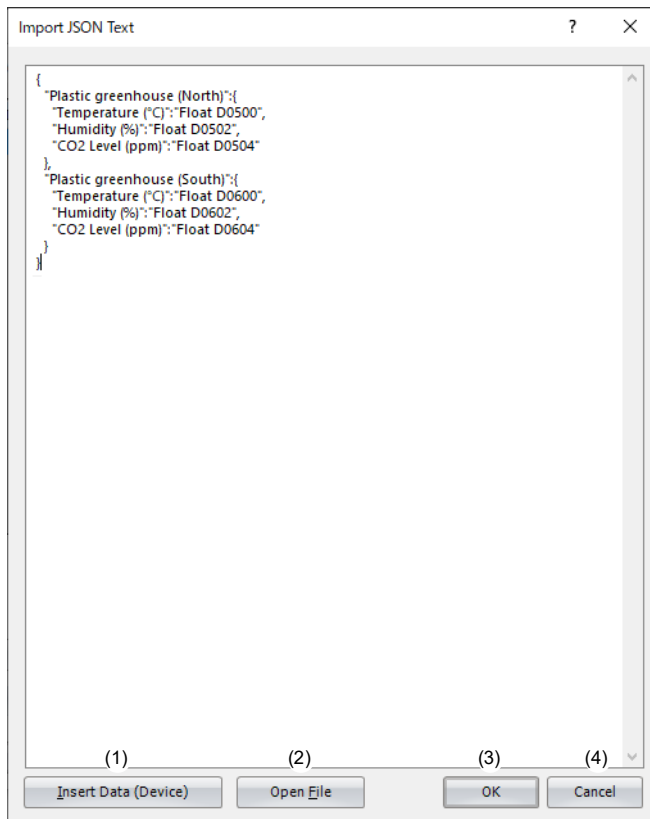 Import JSON Text
{
"Plastic greenhouse (North)":{
"Temperature (°C)":"Float D0500",
"Humidity (%)":"Float D0502",
"CO2 Level (ppm)":"Float D0504"
},
"Plastic greenhouse (South)":{
"Temperature (°C)":"Float D0600",
"Humidity (%)":"Float D0602",
"CO2 Level (ppm)":"Float D0604"
}
}
(1) (2) (3) (4)
Insert Data (Device) Open File OK Cancel